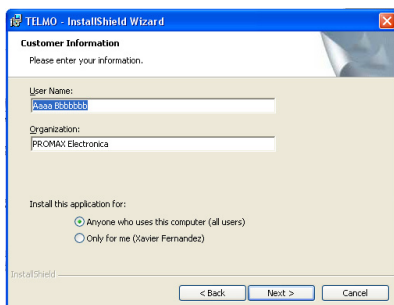 TELMO - InstallShield Wizard
Customer Information
Please enter your information.
User Name:
Aaaa Bbbbbbb
Organization:
PROMAX Electronica
Install this application for:
Anyone who uses this computer (all users)
Only for me (Xavier Fernandez)
InstallShield
< Back
Next >
Cancel